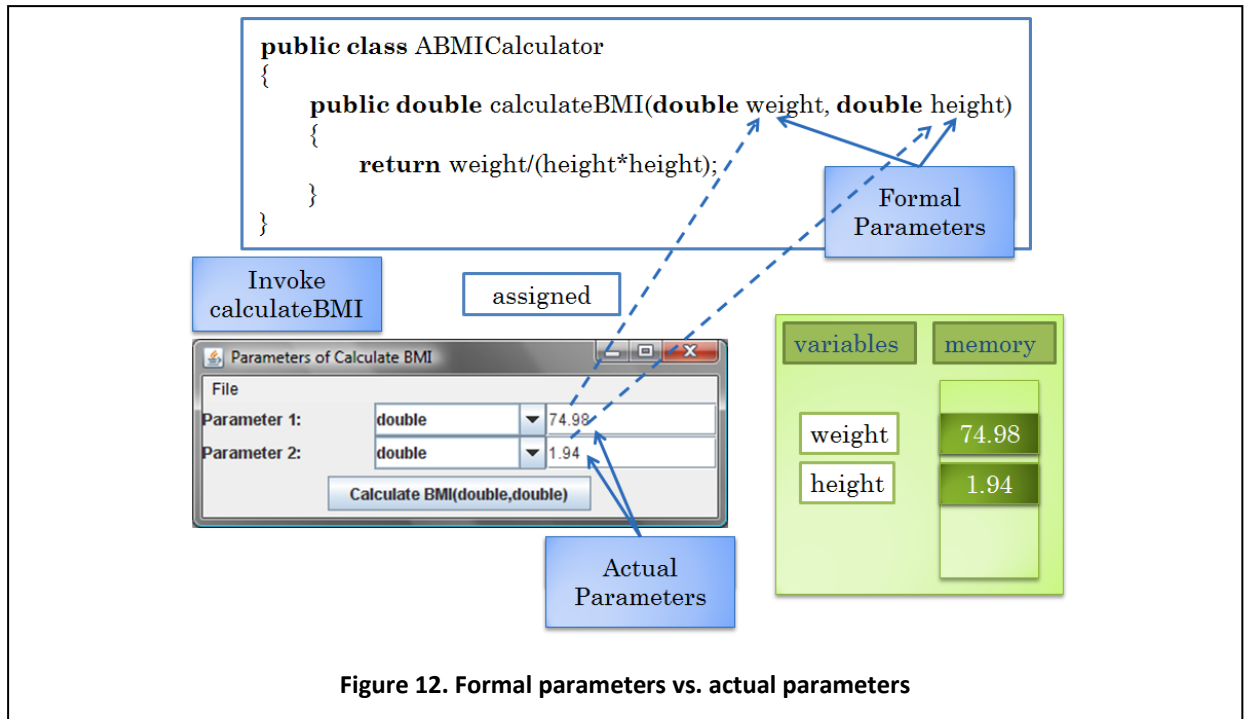 public class ABMICalculator
{
public double calculateBMI(double weight, double height)
{
return weight/(height*height);
}
}
Formal
Parameters
Invoke
calculateBMI
assigned
Parameters of Calculate BMI
File
Parameter 1: double 74.98
Parameter 2: double 1.94
Calculate BMI(double,double)
Actual
Parameters
variables memory
weight 74.98
height 1.94
Figure 12. Formal parameters vs. actual parameters